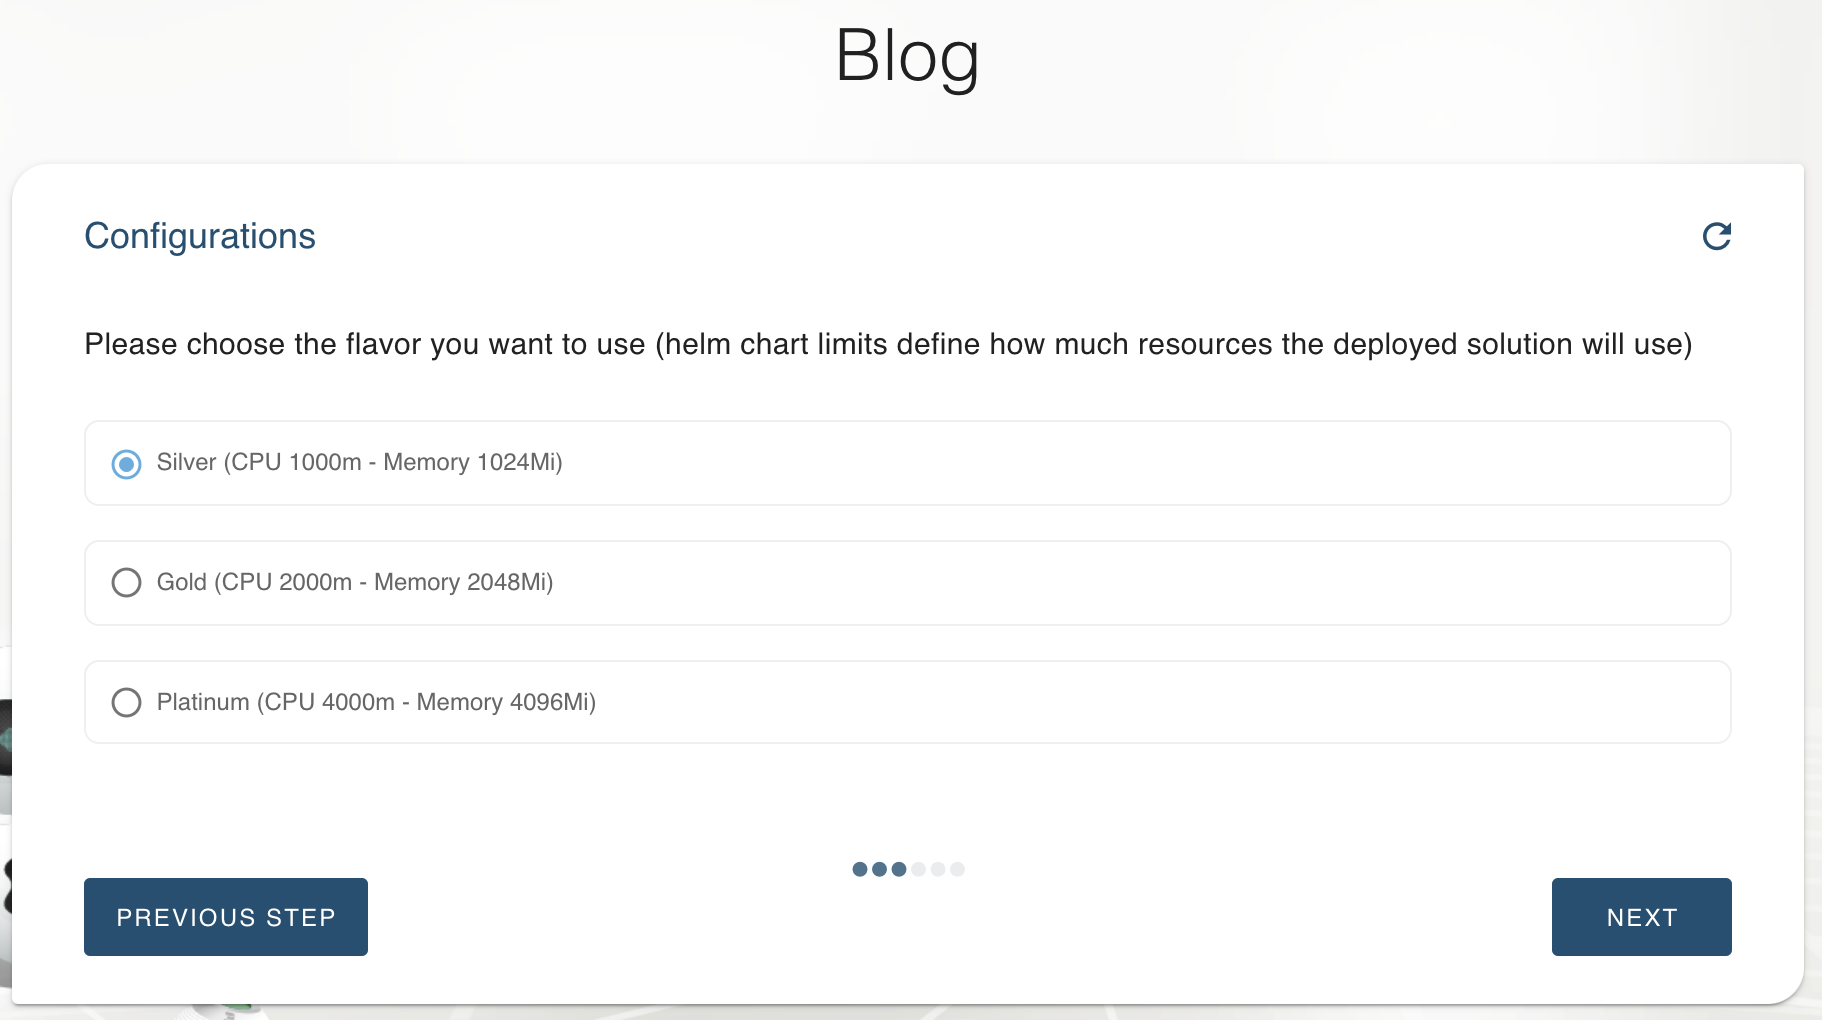 Blog
Configurations
Please choose the flavor you want to use (helm chart limits define how much resources the deployed solution will use)
Silver (CPU 1000m - Memory 1024Mi)
Gold (CPU 2000m - Memory 2048Mi)
Platinum (CPU 4000m - Memory 4096Mi)
PREVIOUS STEP
NEXT